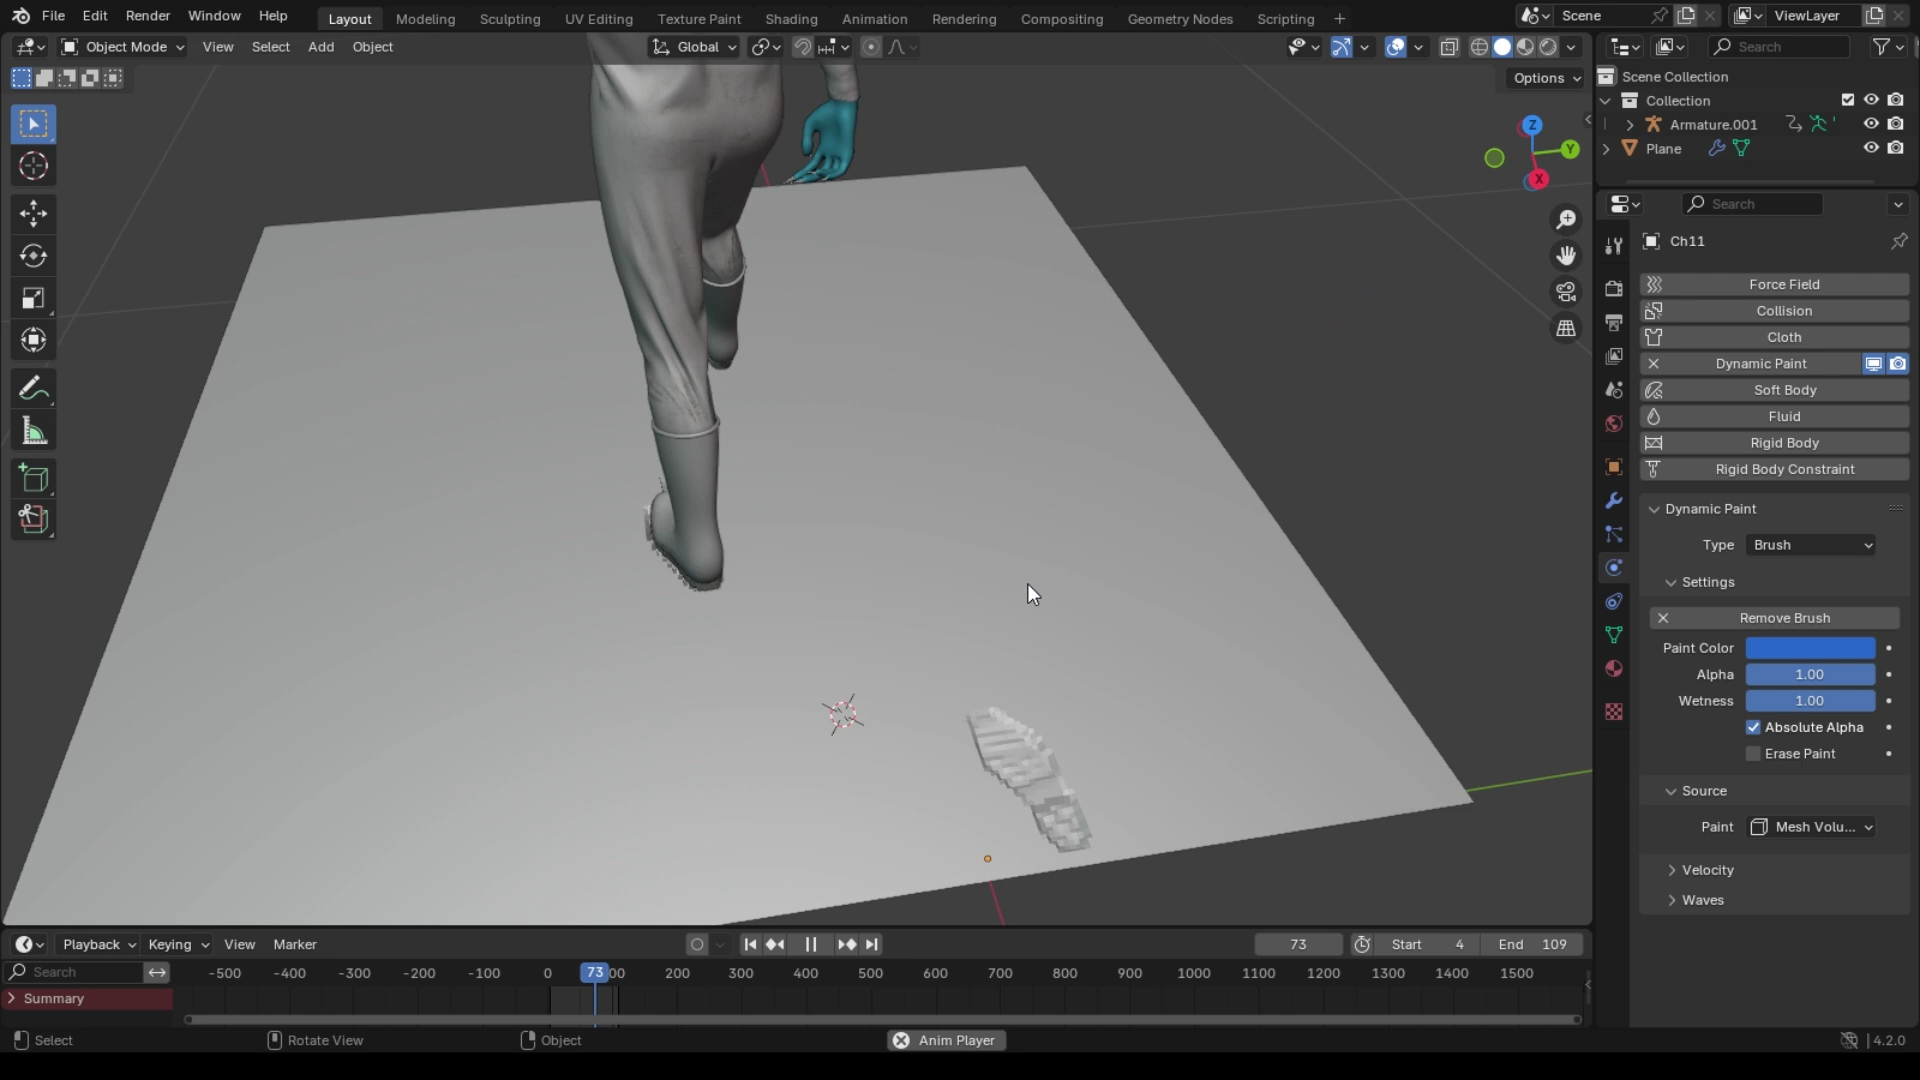 File Edit Render Window Help Layout Modeling Sculpting UV Editing Texture Paint Shading Animation Rendering Compositing Geometry Nodes Scripting Scene ViewLayer
Object Mode View Select Add Object Global Search
Options
Scene Collection
Collection
Armature.001
Plane
Z
Y
X
Search
Ch11
Force Field
Collision
Cloth
Dynamic Paint
Soft Body
Fluid
Rigid Body
Rigid Body Constraint
Dynamic Paint
Type Brush
Settings
Remove Brush
Paint Color
Alpha 1.00
Wetness 1.00
Absolute Alpha
Erase Paint
Source
Paint Mesh Volu...
Velocity
Waves
Playback Keying View Marker 73 Start 4 End 109
Search -500 -400 -300 -200 -100 0 73 00 200 300 400 500 600 700 800 900 1000 1100 1200 1300 1400 1500
Summary
Select Rotate View Object Anim Player 4.2.0